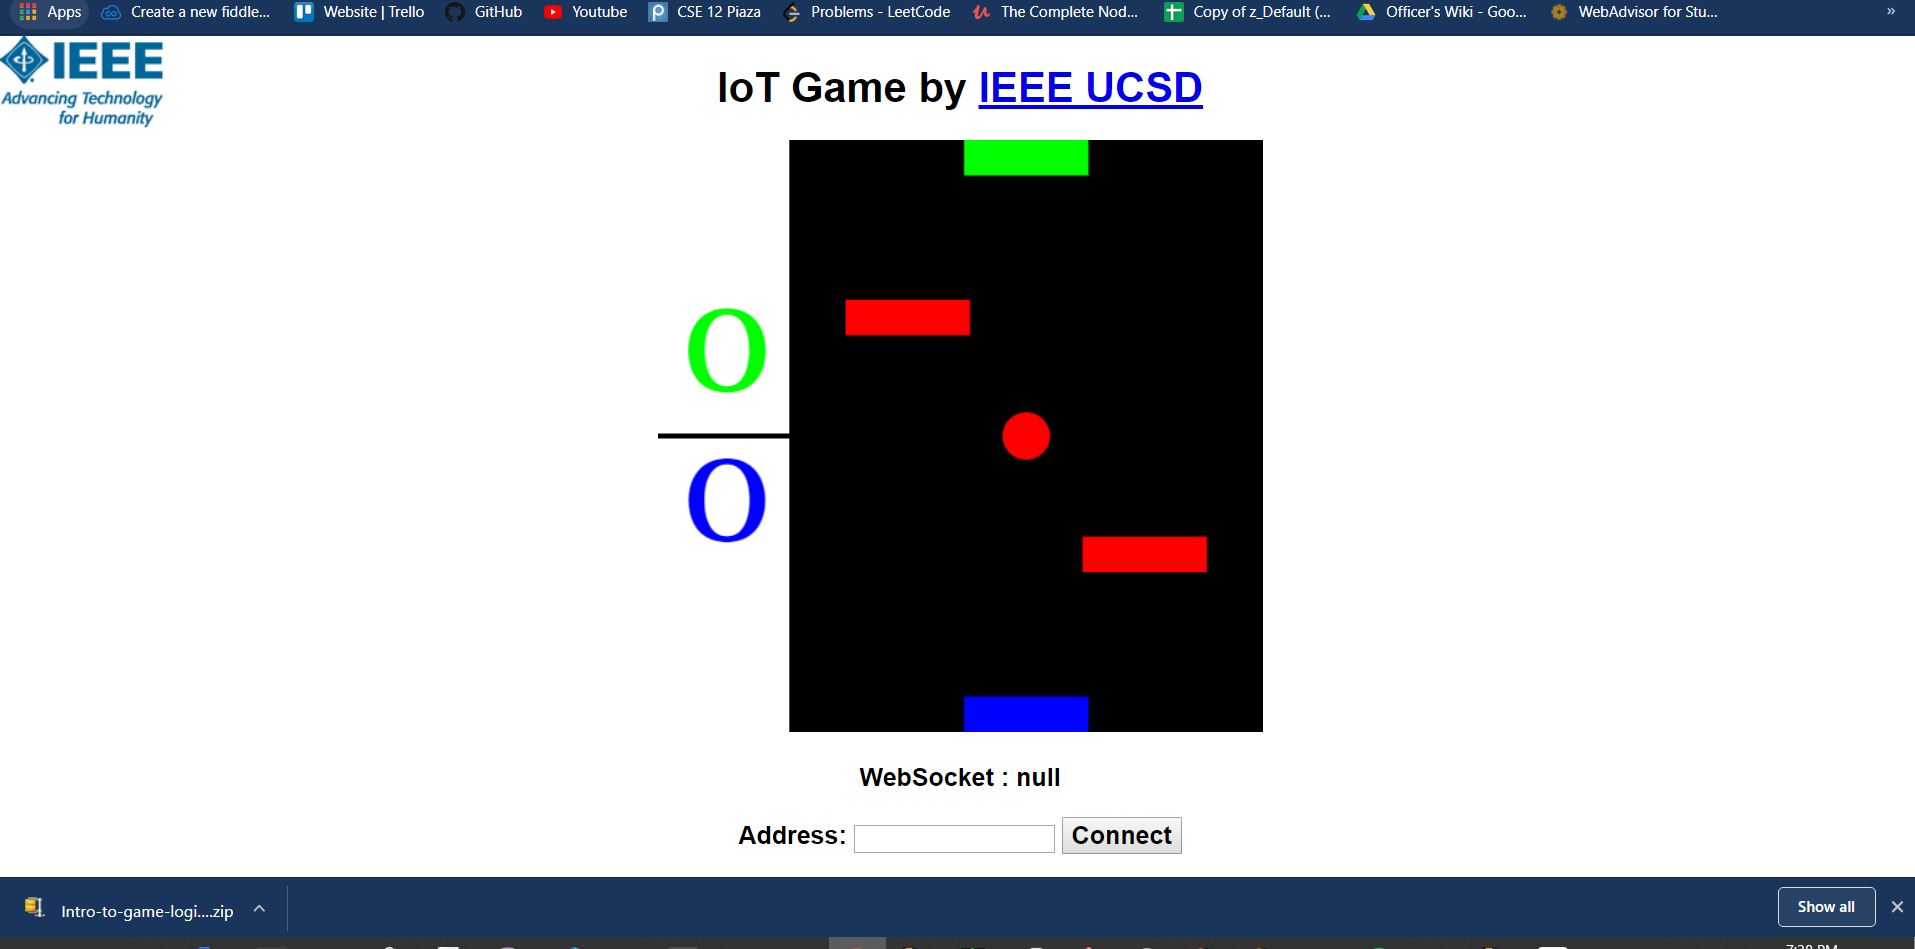 Apps Create a new fiddle... Website | Trello GitHub Youtube CSE 12 Piaza Problems - LeetCode The Complete Nod... Copy of z_Default (... Officer's Wiki - Goo... WebAdvisor for Stu... »
IEEE
Advancing Technology
for Humanity
IoT Game by IEEE UCSD
0
0
WebSocket : null
Address: Connect
Intro-to-game-logi....zip Show all